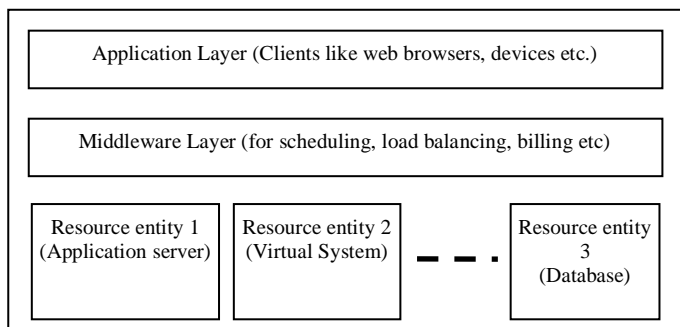 Application Layer (Clients like web browsers, devices etc.)
Middleware Layer (for scheduling, load balancing, billing etc)
Resource entity 1
(Application server)
Resource entity 2
(Virtual System)
Resource entity
3
(Database)